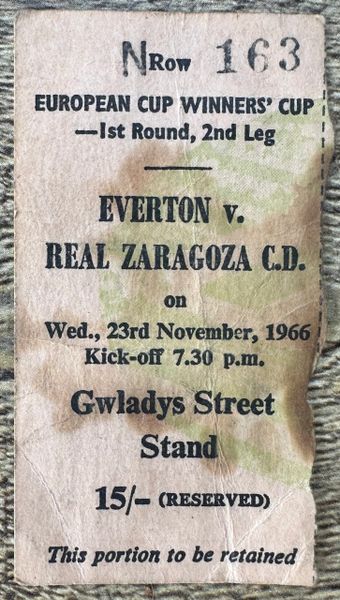 N Row 163
EUROPEAN CUP WINNERS' CUP
—1st Round, 2nd Leg
EVERTON v.
REAL ZARAGOZA C.D.
on
Wed., 23rd November, 1966
Kick-off 7.30 p.m.
Gwladys Street
Stand
15/- (RESERVED)
This portion to be retained